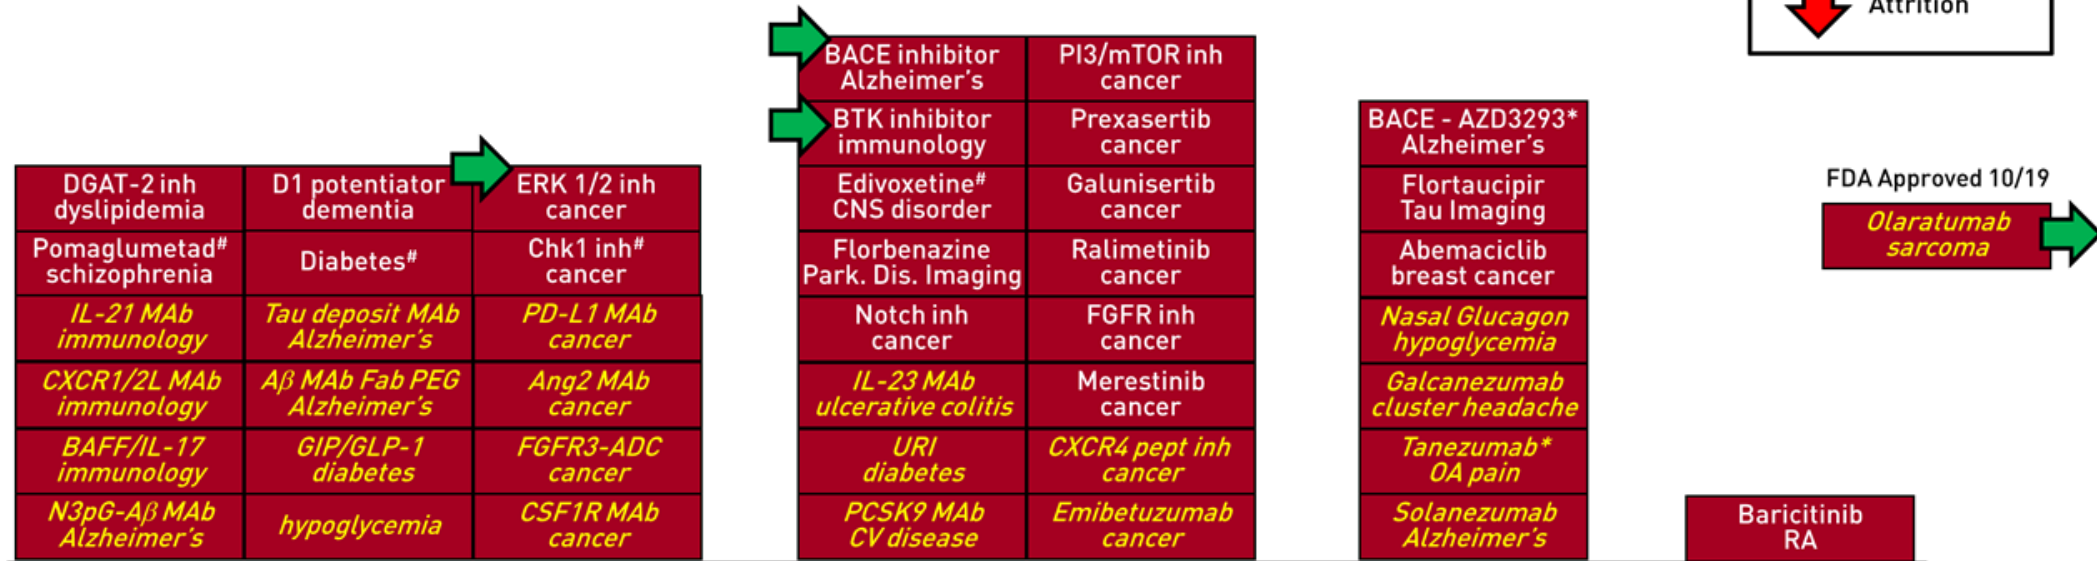 Attrition
BACE inhibitor
Alzheimer's
PI3/mTOR inh
cancer
BTK inhibitor
immunology
Prexasertib
cancer
BACE - AZD3293*
Alzheimer's
DGAT-2 inh
dyslipidemia
D1 potentiator
dementia
ERK 1/2 inh
cancer
Edivoxetine#
CNS disorder
Galunisertib
cancer
Flortaucipir
Tau Imaging
FDA Approved 10/19
Olaratumab
sarcoma
Pomaglumetad#
schizophrenia
Diabetes#
Chk1 inh#
cancer
Florbenazine
Park. Dis. Imaging
Ralimetinib
cancer
Abemaciclib
breast cancer
IL-21 MAb
immunology
Tau deposit MAb
Alzheimer's
PD-L1 MAb
cancer
Notch inh
cancer
FGFR inh
cancer
Nasal Glucagon
hypoglycemia
CXCR1/2L MAb
immunology
Aβ MAb Fab PEG
Alzheimer's
Ang2 MAb
cancer
IL-23 MAb
ulcerative colitis
Merestinib
cancer
Galcanezumab
cluster headache
BAFF/IL-17
immunology
GIP/GLP-1
diabetes
FGFR3-ADC
cancer
URI
diabetes
CXCR4 pept inh
cancer
Tanezumab*
OA pain
N3pG-Aβ MAb
Alzheimer's
hypoglycemia
CSF1R MAb
cancer
PCSK9 MAb
CV disease
Emibetuzumab
cancer
Solanezumab
Alzheimer's
Baricitinib
RA